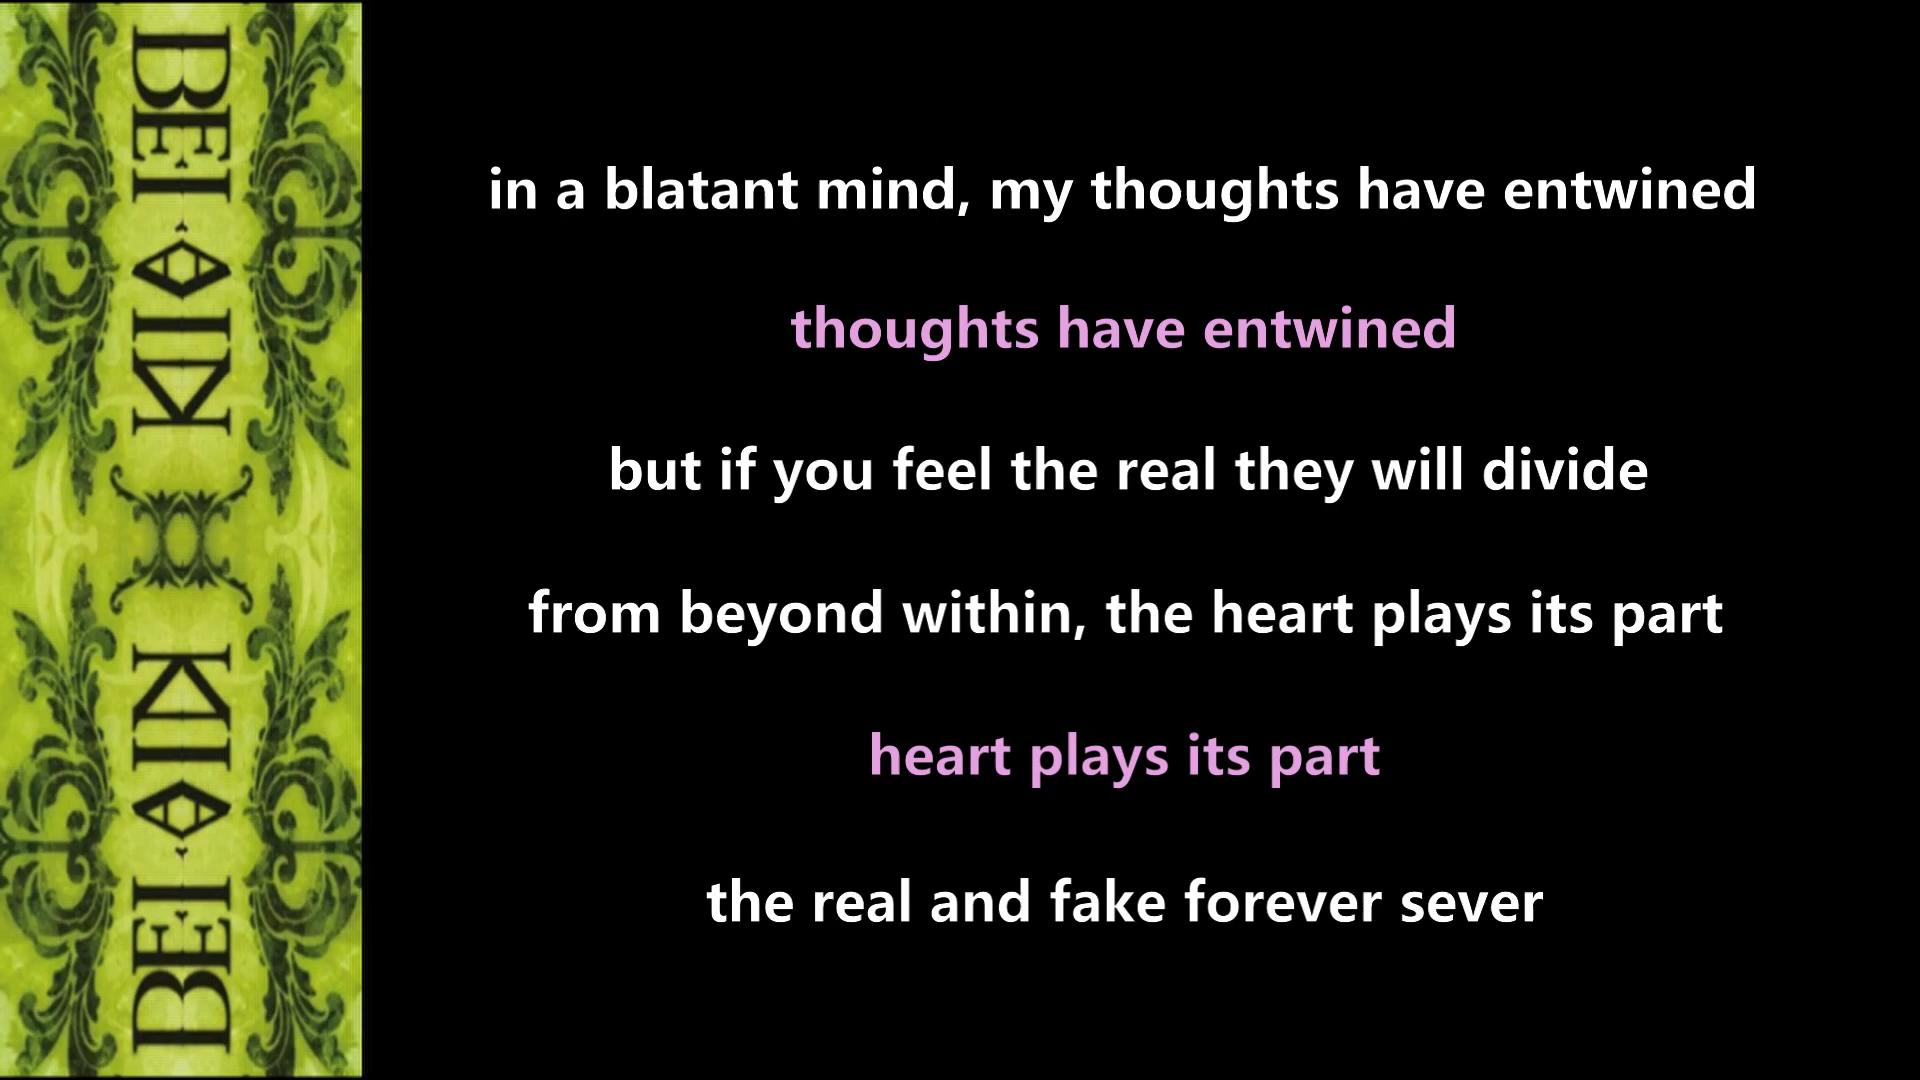 in a blatant mind, my thoughts have entwined
thoughts have entwined
but if you feel the real they will divide
from beyond within, the heart plays its part
heart plays its part
the real and fake forever sever